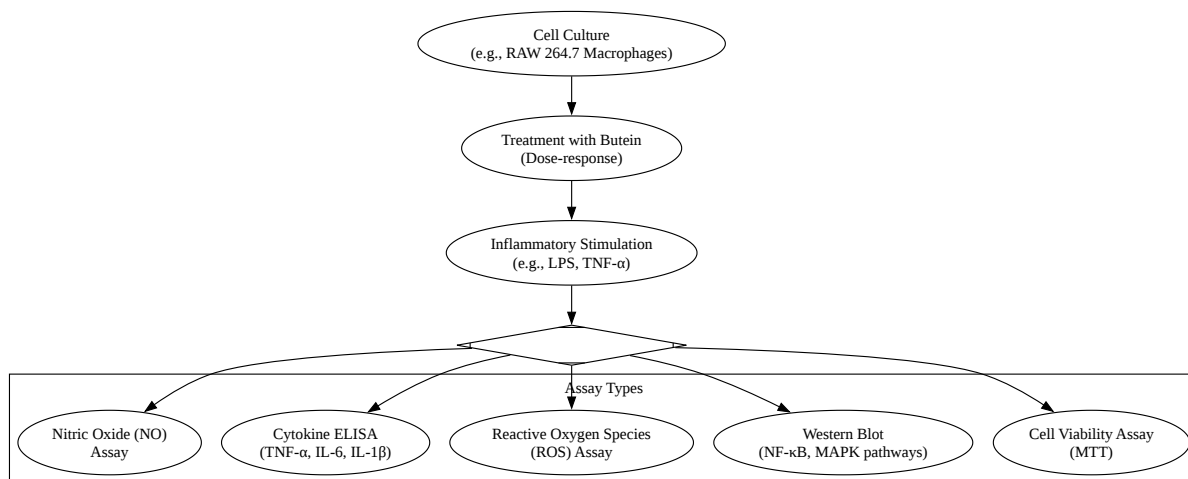 Cell Culture
(e.g., RAW 264.7 Macrophages)
Treatment with Butein
(Dose-response)
Inflammatory Stimulation
(e.g., LPS, TNF-α)
Assay Types
Nitric Oxide (NO)
Assay
Cytokine ELISA
(TNF-α, IL-6, IL-1β)
Reactive Oxygen Species
(ROS) Assay
Western Blot
(NF-κB, MAPK pathways)
Cell Viability Assay
(MTT)